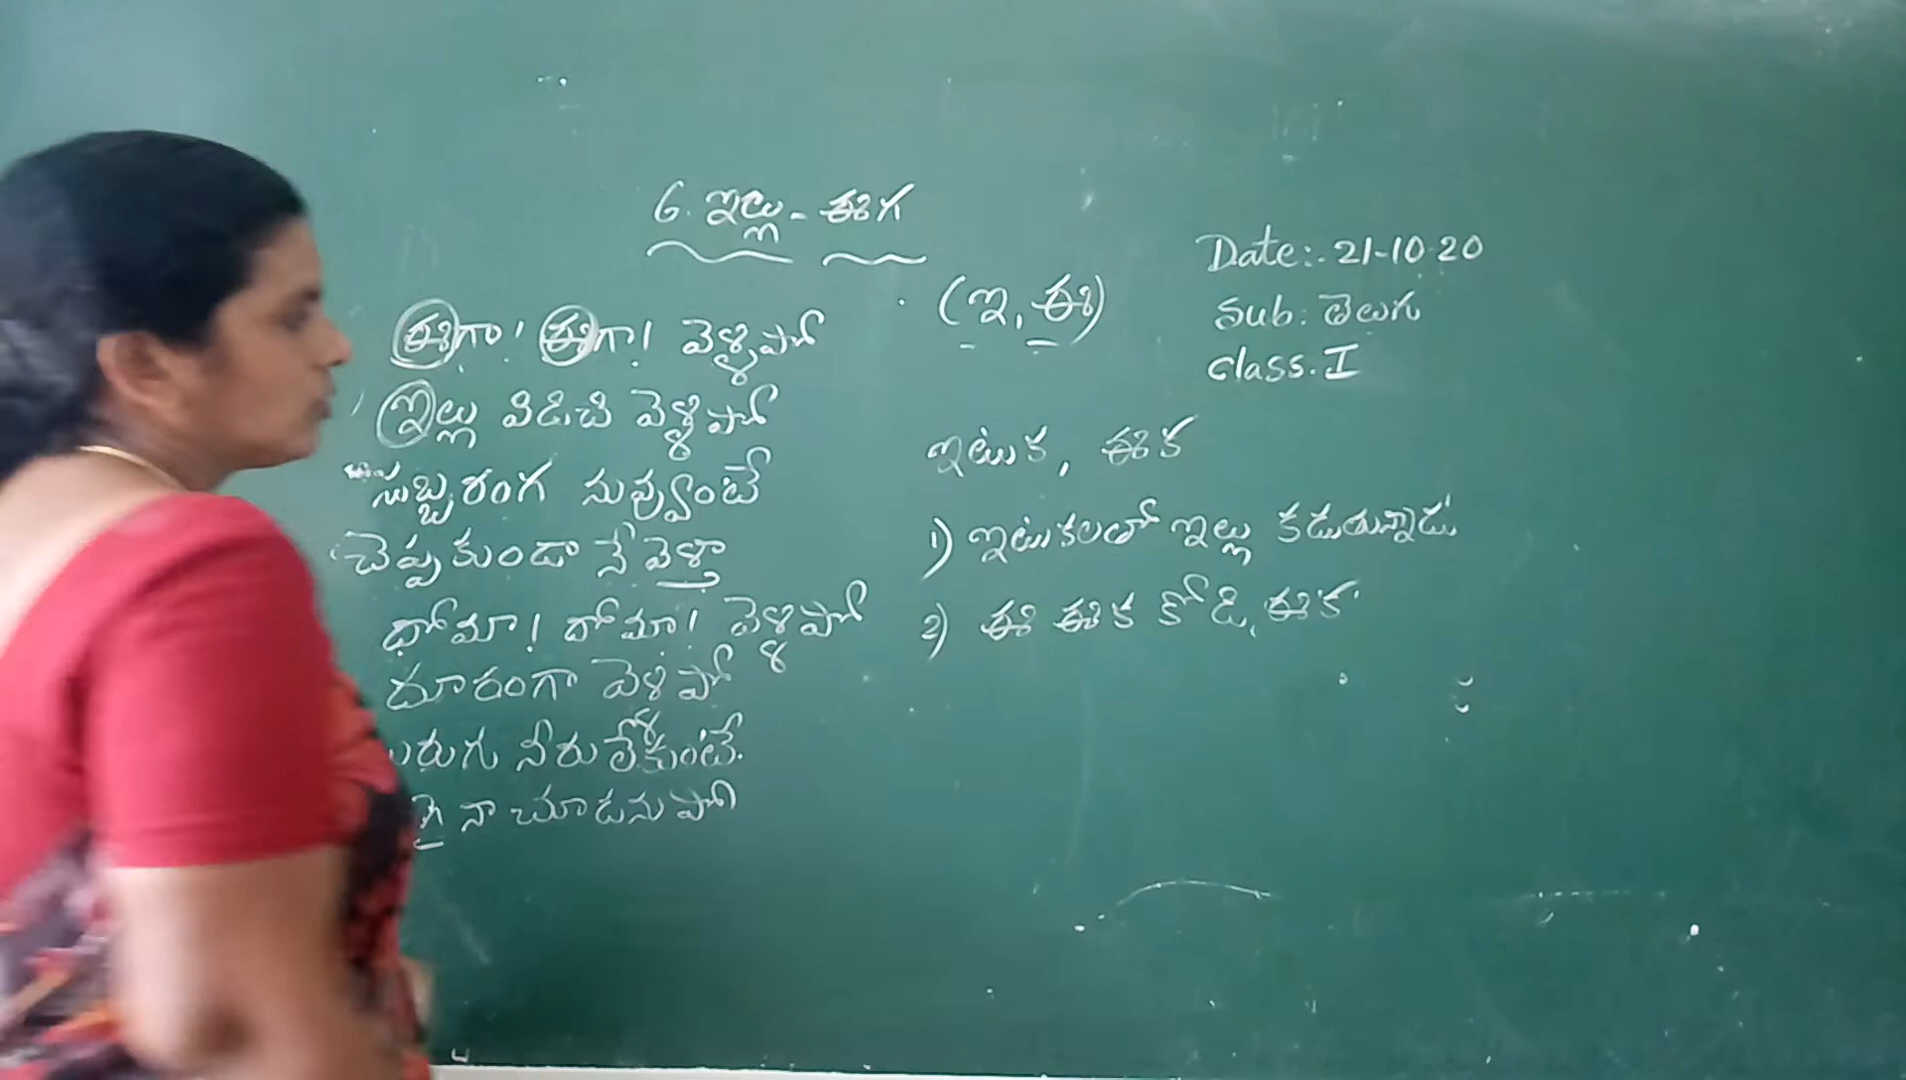 6. ఇల్లు - ఈగ
(ఇ, ఈ)
Date:- 21-10-20
Sub: తెలుగు
Class. I
ఈగా! ఈగా! వెళ్ళిపో
ఇల్లు విడిచి వెళ్ళిపో
సుబ్బరంగ నువ్వుంటే
చెప్పకుండా నే వెళ్తా
దోమా! దోమా! వెళ్ళిపో
దూరంగా వెళ్ళిపో
మురుగు నీరు లేకుంటే
నా చూడను పో
ఇటుక, ఈక
1) ఇటుకలతో ఇల్లు కడుతున్నాడు
2) ఈ ఈక కోడి ఈక